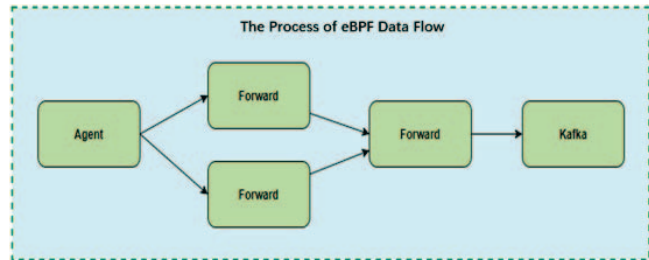 The Process of eBPF Data Flow
Forward
Agent
Forward
Kafka
Forward